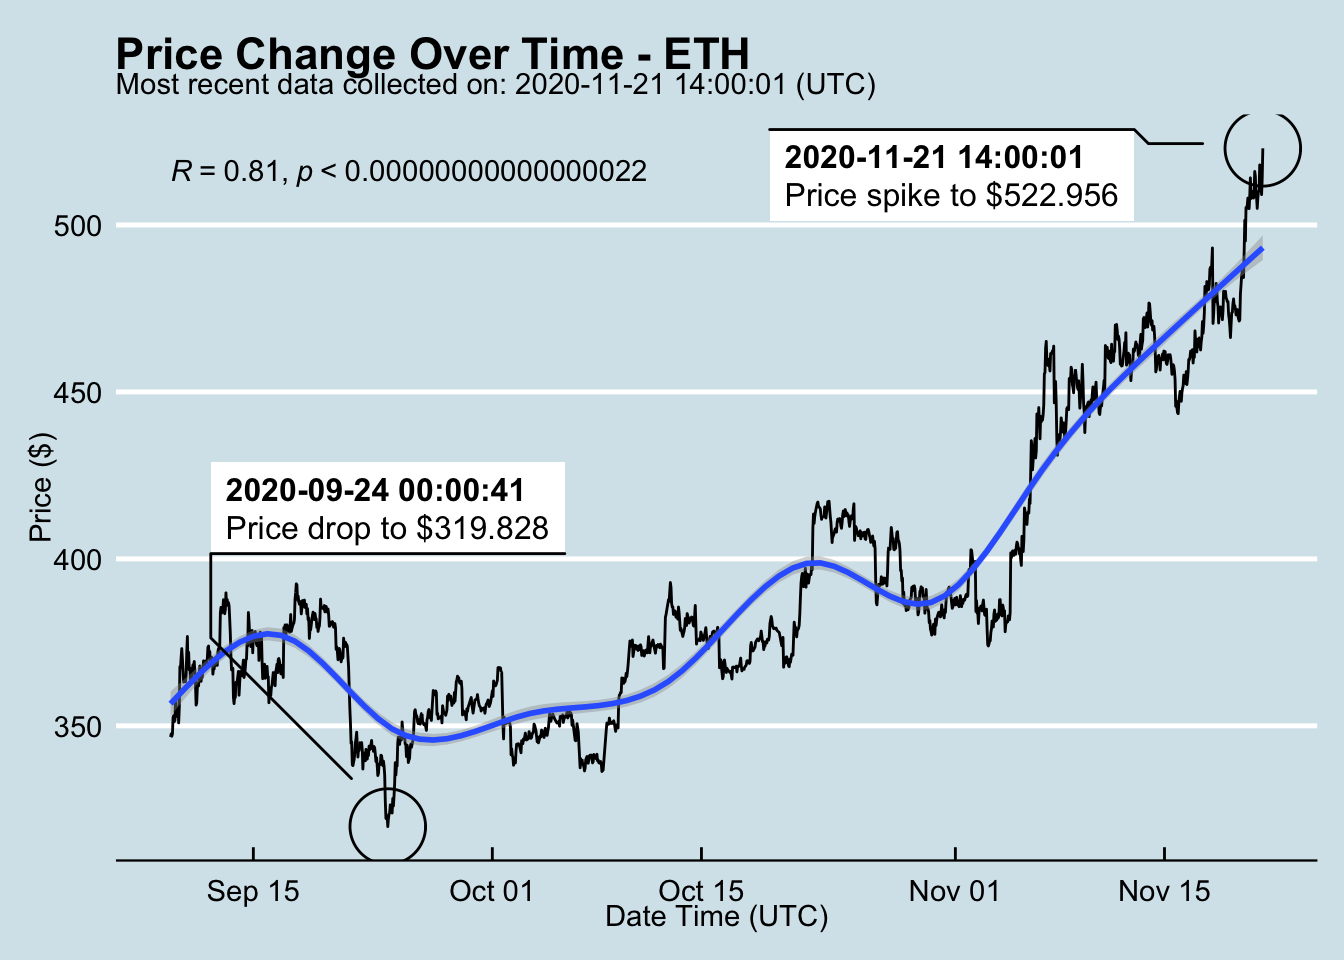 Price Change Over Time - ETH
Most recent data collected on: 2020-11-21 14:00:01 (UTC)
R = 0.81, p < 0.00000000000000022
2020-11-21 14:00:01
Price spike to $522.956
500
450
2020-09-24 00:00:41
Price drop to $319.828
Price ($)
400
350
Sep 15 Oct 01 Oct 15 Nov 01 Nov 15
Date Time (UTC)